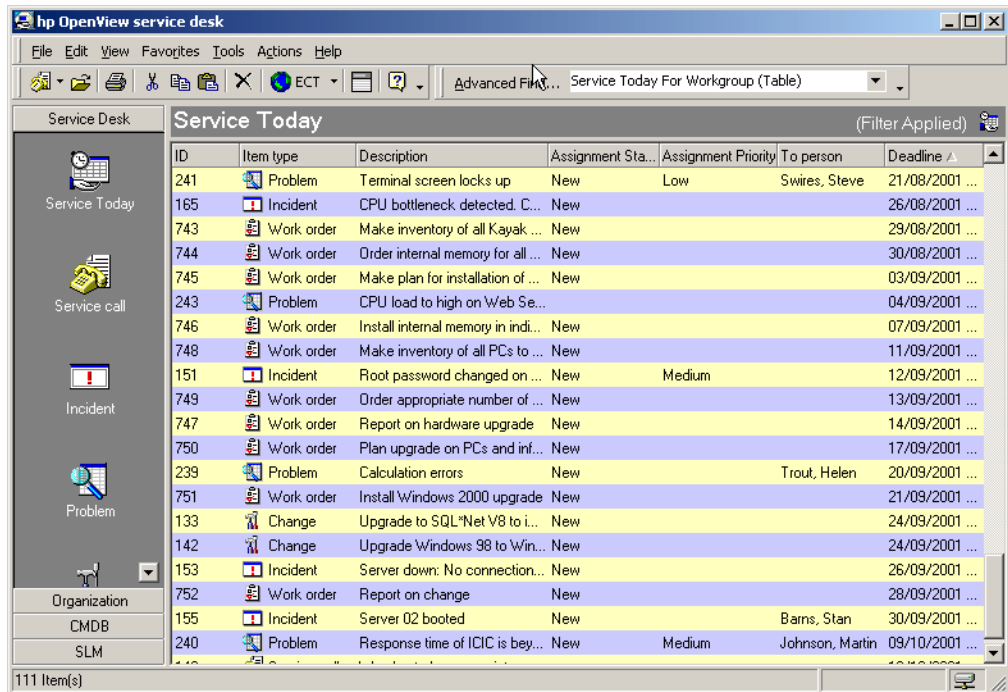 hp OpenView service desk
File Edit View Favorites Tools Actions Help
ECT Advanced Find... Service Today For Workgroup (Table)
Service Desk
Service Today
Service call
Incident
Problem
Organization
CMDB
SLM
Service Today (Filter Applied)
ID Item type Description Assignment Sta... Assignment Priority To person Deadline
241 Problem Terminal screen locks up New Low Swires, Steve 21/08/2001 ...
165 Incident CPU bottleneck detected. C... New 26/08/2001 ...
743 Work order Make inventory of all Kayak ... New 29/08/2001 ...
744 Work order Order internal memory for all ... New 30/08/2001 ...
745 Work order Make plan for installation of ... New 03/09/2001 ...
243 Problem CPU load to high on Web Se... 04/09/2001 ...
746 Work order Install internal memory in indi... New 07/09/2001 ...
748 Work order Make inventory of all PCs to ... New 11/09/2001 ...
151 Incident Root password changed on ... New Medium 12/09/2001 ...
749 Work order Order appropriate number of ... New 13/09/2001 ...
747 Work order Report on hardware upgrade New 14/09/2001 ...
750 Work order Plan upgrade on PCs and inf... New 17/09/2001 ...
239 Problem Calculation errors New Trout, Helen 20/09/2001 ...
751 Work order Install Windows 2000 upgrade New 21/09/2001 ...
133 Change Upgrade to SQL*Net V8 to i... New 24/09/2001 ...
142 Change Upgrade Windows 98 to Win... New 24/09/2001 ...
153 Incident Server down: No connection... New 26/09/2001 ...
752 Work order Report on change New 28/09/2001 ...
155 Incident Server 02 booted New Barns, Stan 30/09/2001 ...
240 Problem Response time of ICIC is bey... New Medium Johnson, Martin 09/10/2001 ...
111 Item(s)